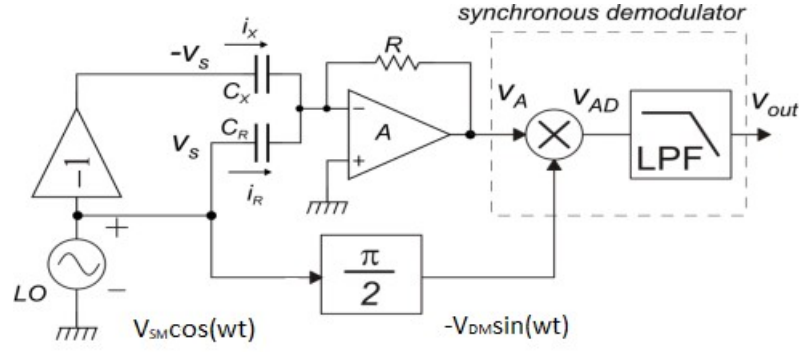 synchronous demodulator
-vs
ix
R
CX
vA
vAD
vout
CR
A
−
+
vs
iR
LPF
−1
+
−
LO
π
2
VSMcos(wt)
-VDMsin(wt)